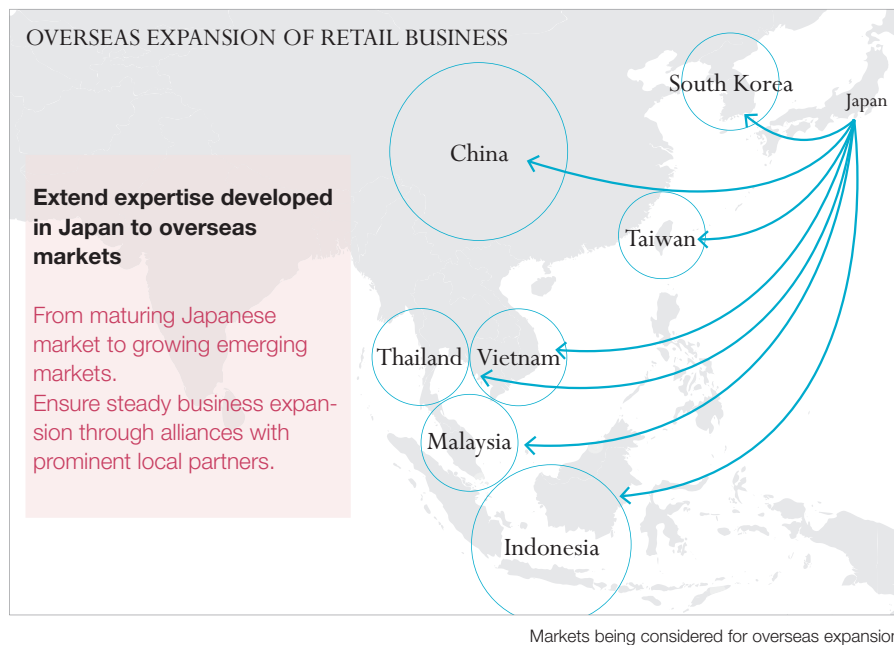 OVERSEAS EXPANSION OF RETAIL BUSINESS
South Korea
Japan
China
Extend expertise developed
in Japan to overseas
markets
Taiwan
From maturing Japanese
market to growing emerging
markets.
Ensure steady business expan-
sion through alliances with
prominent local partners.
Thailand
Vietnam
Malaysia
Indonesia
Markets being considered for overseas expansion